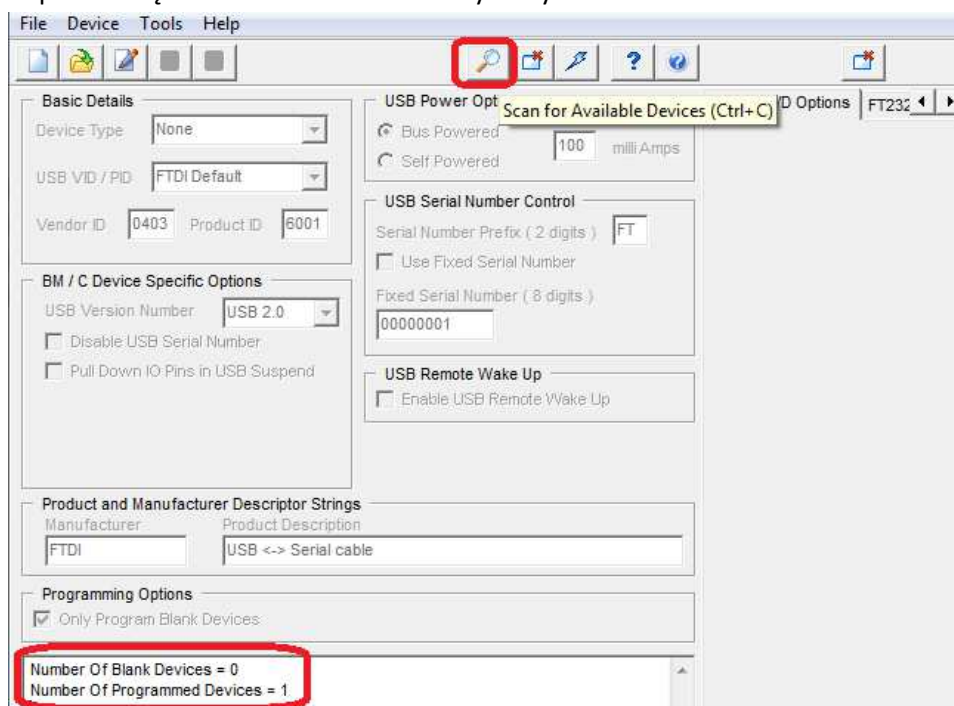 File Device Tools Help
Scan for Available Devices (Ctrl+C)
Basic Details
Device Type None
USB VID / PID FTDI Default
Vendor ID 0403 Product ID 6001
BM / C Device Specific Options
USB Version Number USB 2.0
Disable USB Serial Number
Pull Down IO Pins in USB Suspend
USB Power Opt
Bus Powered
100 milli Amps
Self Powered
USB Serial Number Control
Serial Number Prefix ( 2 digits ) FT
Use Fixed Serial Number
Fixed Serial Number ( 8 digits )
00000001
USB Remote Wake Up
Enable USB Remote Wake Up
D Options FT232
Product and Manufacturer Descriptor Strings
Manufacturer Product Description
FTDI USB <-> Serial cable
Programming Options
Only Program Blank Devices
Number Of Blank Devices = 0
Number Of Programmed Devices = 1